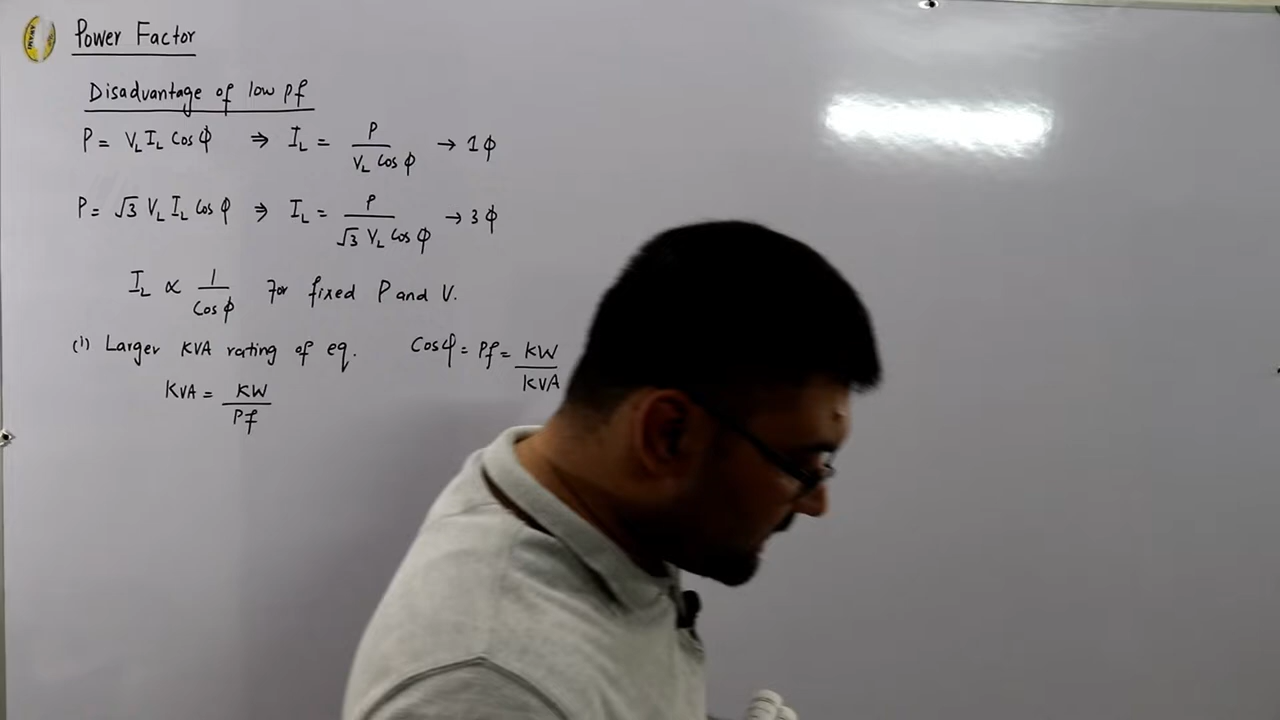 Power Factor
Disadvantage of low pf
P = V_L I_L Cos φ ⇒ I_L = P / (V_L Cos φ) → 1 φ
P = √3 V_L I_L Cos φ ⇒ I_L = P / (√3 V_L Cos φ) → 3 φ
I_L ∝ 1 / Cos φ For fixed P and V.
(1) Larger KVA rating of eq. Cos φ = Pf = KW / KVA
KVA = KW / Pf